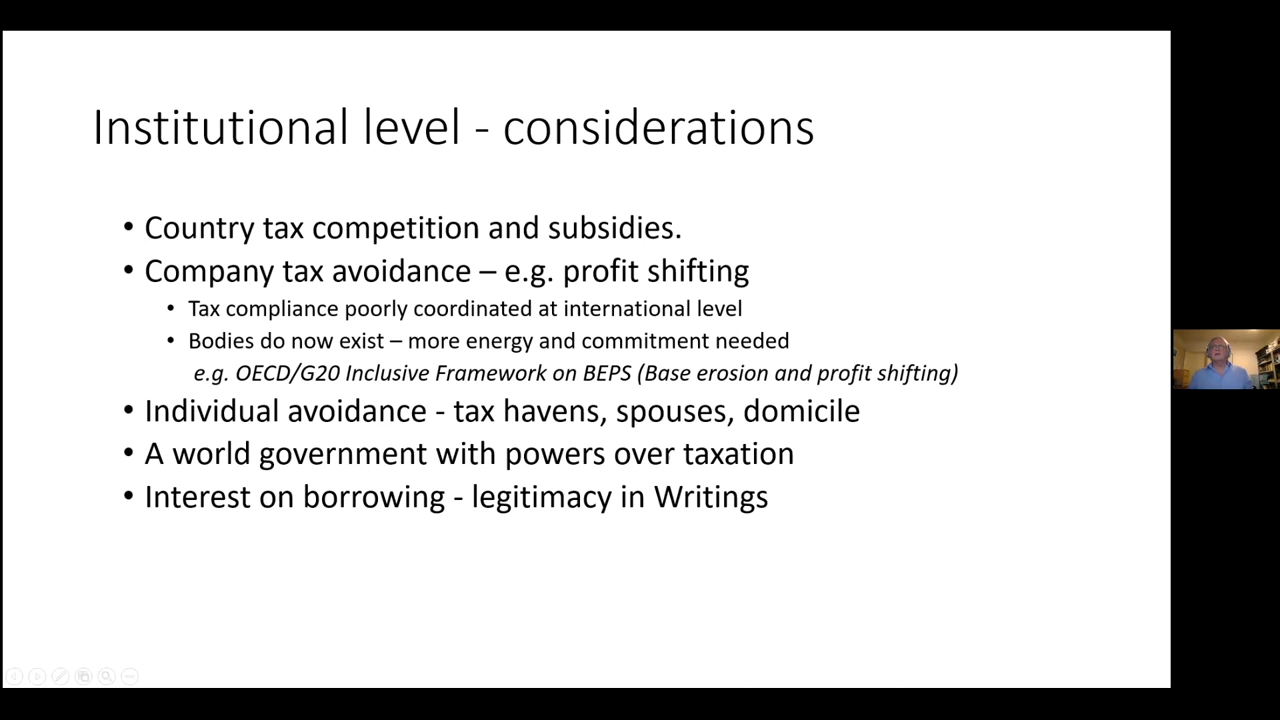 Institutional level - considerations
• Country tax competition and subsidies.
• Company tax avoidance – e.g. profit shifting
• Tax compliance poorly coordinated at international level
• Bodies do now exist – more energy and commitment needed
e.g. OECD/G20 Inclusive Framework on BEPS (Base erosion and profit shifting)
• Individual avoidance - tax havens, spouses, domicile
• A world government with powers over taxation
• Interest on borrowing - legitimacy in Writings